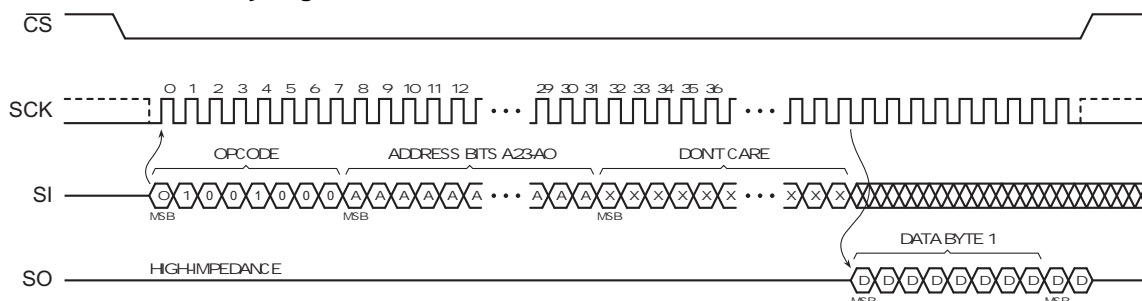 CS
SCK
0 1 2 3 4 5 6 7 8 9 10 11 12 29 30 31 32 33 34 35 36
OPCODE ADDRESS BITS A23-A0 DON'T CARE
SI
0 1 0 0 1 0 0 0 A A A A A A A A A X X X X X X X X X
MSB MSB MSB
DATA BYTE 1
SO
HIGH-IMPEDANCE
D D D D D D D D D D
MSB MSB